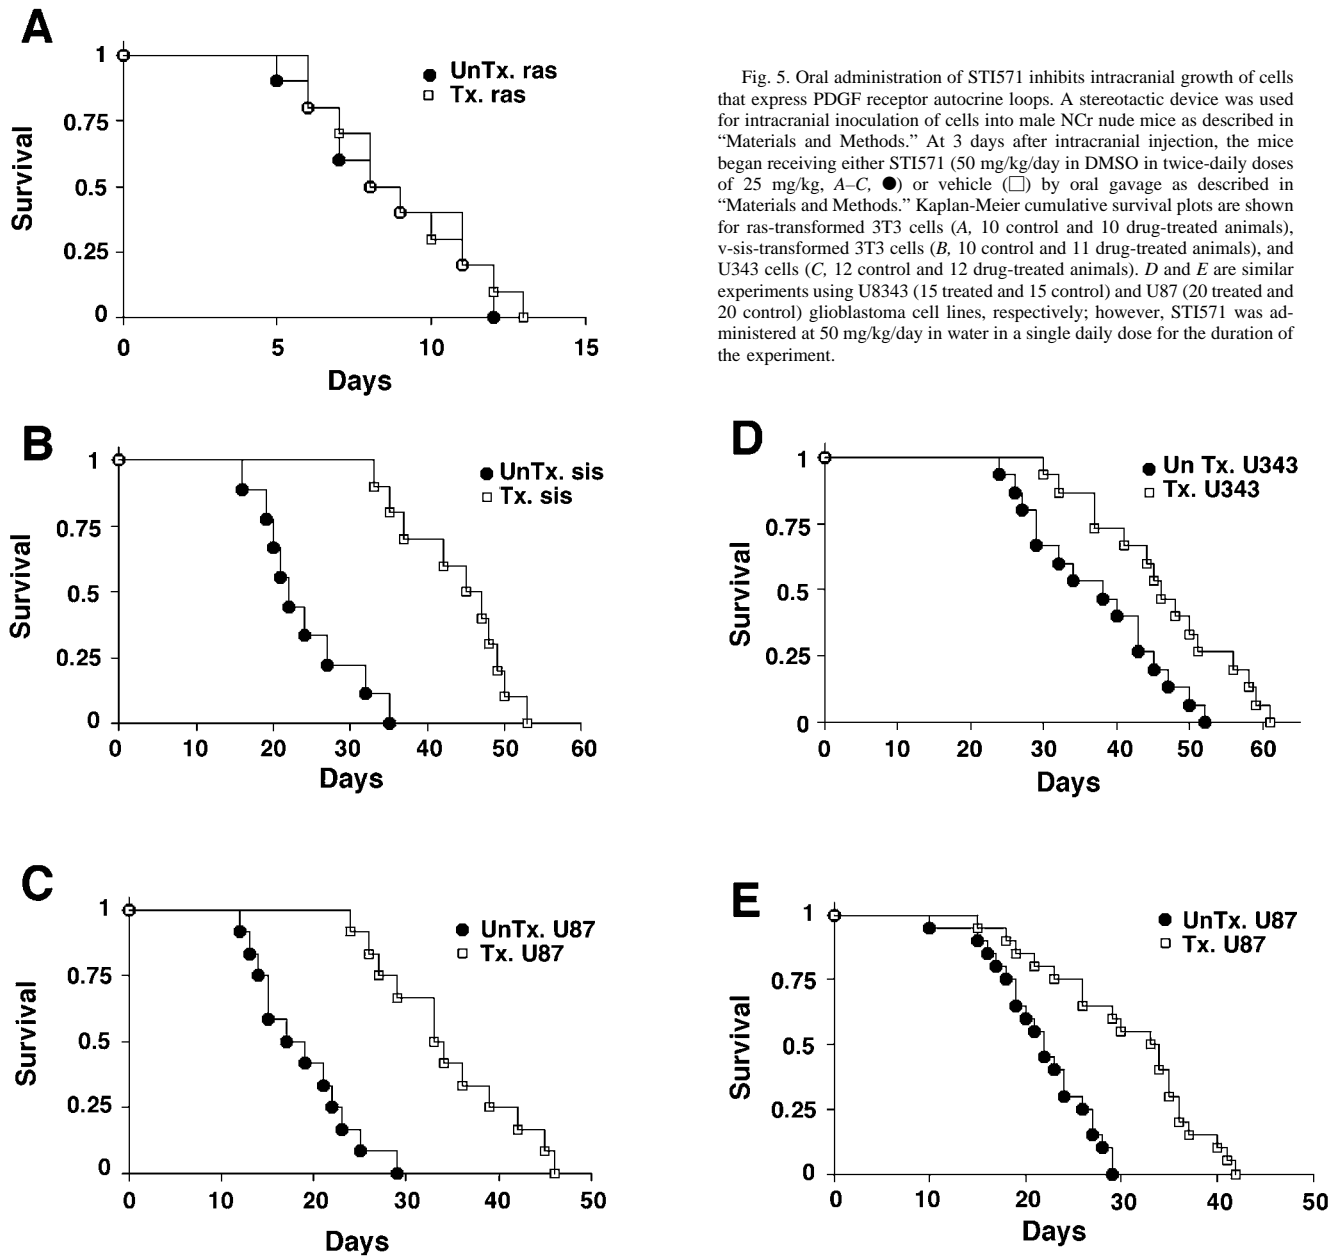 A
1
0.75
0.5
0.25
0
Survival
UnTx. ras
Tx. ras
0 5 10 15
Days
Fig. 5. Oral administration of STI571 inhibits intracranial growth of cells
that express PDGF receptor autocrine loops. A stereotactic device was used
for intracranial inoculation of cells into male NCr nude mice as described in
“Materials and Methods.” At 3 days after intracranial injection, the mice
began receiving either STI571 (50 mg/kg/day in DMSO in twice-daily doses
of 25 mg/kg, A–C, ●) or vehicle (□) by oral gavage as described in
“Materials and Methods.” Kaplan-Meier cumulative survival plots are shown
for ras-transformed 3T3 cells (A, 10 control and 10 drug-treated animals),
v-sis-transformed 3T3 cells (B, 10 control and 11 drug-treated animals), and
U343 cells (C, 12 control and 12 drug-treated animals). D and E are similar
experiments using U8343 (15 treated and 15 control) and U87 (20 treated and
20 control) glioblastoma cell lines, respectively; however, STI571 was ad-
ministered at 50 mg/kg/day in water in a single daily dose for the duration of
the experiment.
B
1
0.75
0.5
0.25
0
Survival
UnTx. sis
Tx. sis
0 10 20 30 40 50 60
Days
D
1
0.75
0.5
0.25
0
Survival
Un Tx. U343
Tx. U343
0 10 20 30 40 50 60
Days
C
1
0.75
0.5
0.25
0
Survival
UnTx. U87
Tx. U87
0 10 20 30 40 50
Days
E
1
0.75
0.5
0.25
0
Survival
UnTx. U87
Tx. U87
0 10 20 30 40 50
Days